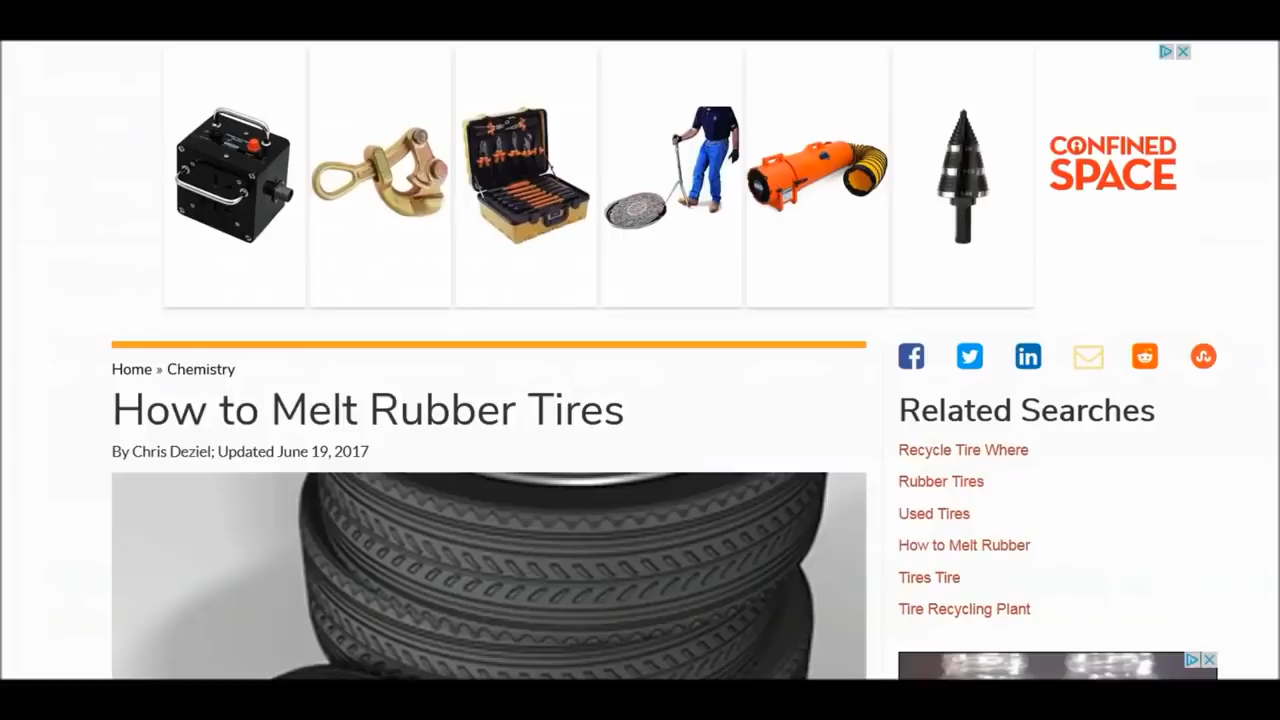 CONFINED
SPACE
Home » Chemistry
How to Melt Rubber Tires
By Chris Deziel; Updated June 19, 2017
Related Searches
Recycle Tire Where
Rubber Tires
Used Tires
How to Melt Rubber
Tires Tire
Tire Recycling Plant